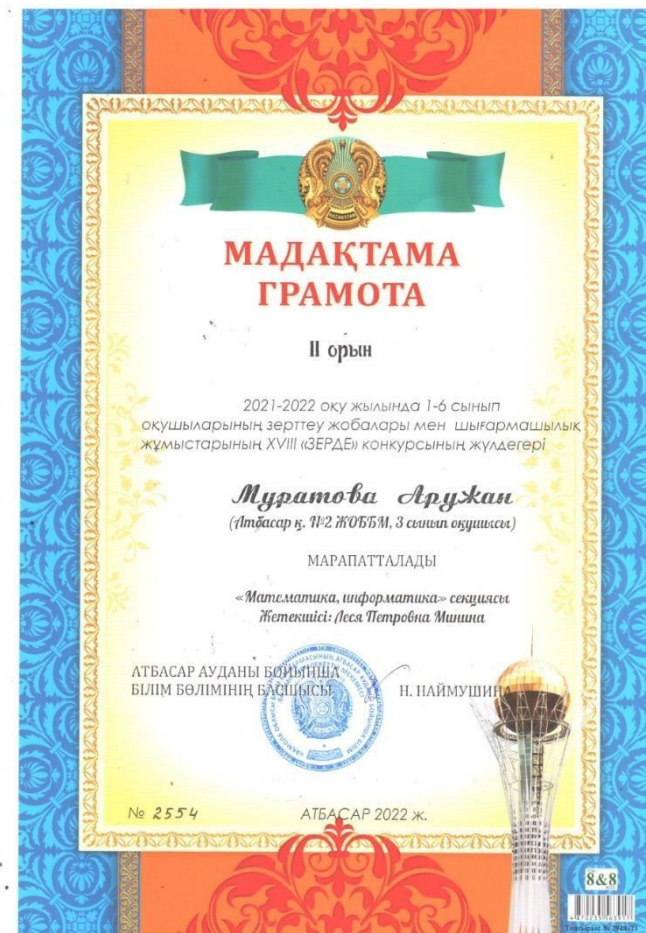 МАДАҚТАМА
ГРАМОТА
II орын
2021-2022 оқу жылында 1-6 сынып
оқушыларының зерттеу жобалары мен шығармашылық
жұмыстарының XVIII «ЗЕРДЕ» конкурсының жүлдегері
Муратова Аружан
(Атбасар қ. №2 ЖОББМ, 3 сынып оқушысы)
МАРАПАТТАЛАДЫ
«Математика, информатика» секциясы
Жетекшісі: Леся Петровна Минина
АТБАСАР АУДАНЫ БОЙЫНША
БІЛІМ БӨЛІМІНІҢ БАСШЫСЫ Н. НАЙМУШИНА
№ 2554 АТБАСАР 2022 ж.
8&8